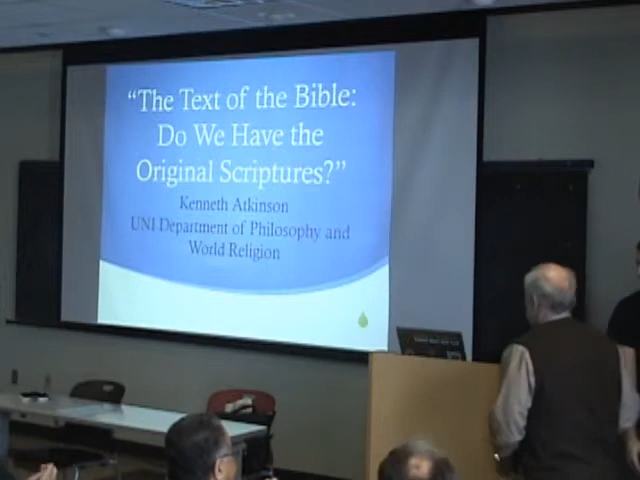 “The Text of the Bible:
Do We Have the
Original Scriptures?”
Kenneth Atkinson
UNI Department of Philosophy and
World Religion